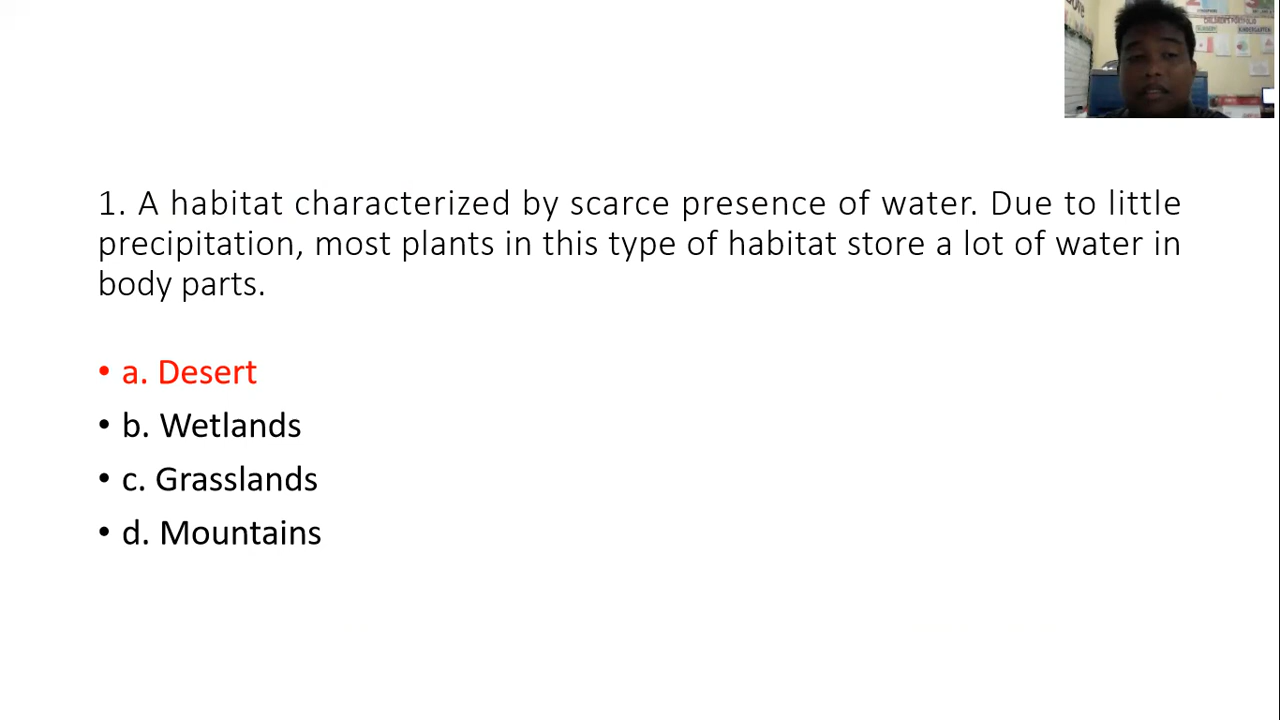 1. A habitat characterized by scarce presence of water. Due to little
precipitation, most plants in this type of habitat store a lot of water in
body parts.
• a. Desert
• b. Wetlands
• c. Grasslands
• d. Mountains